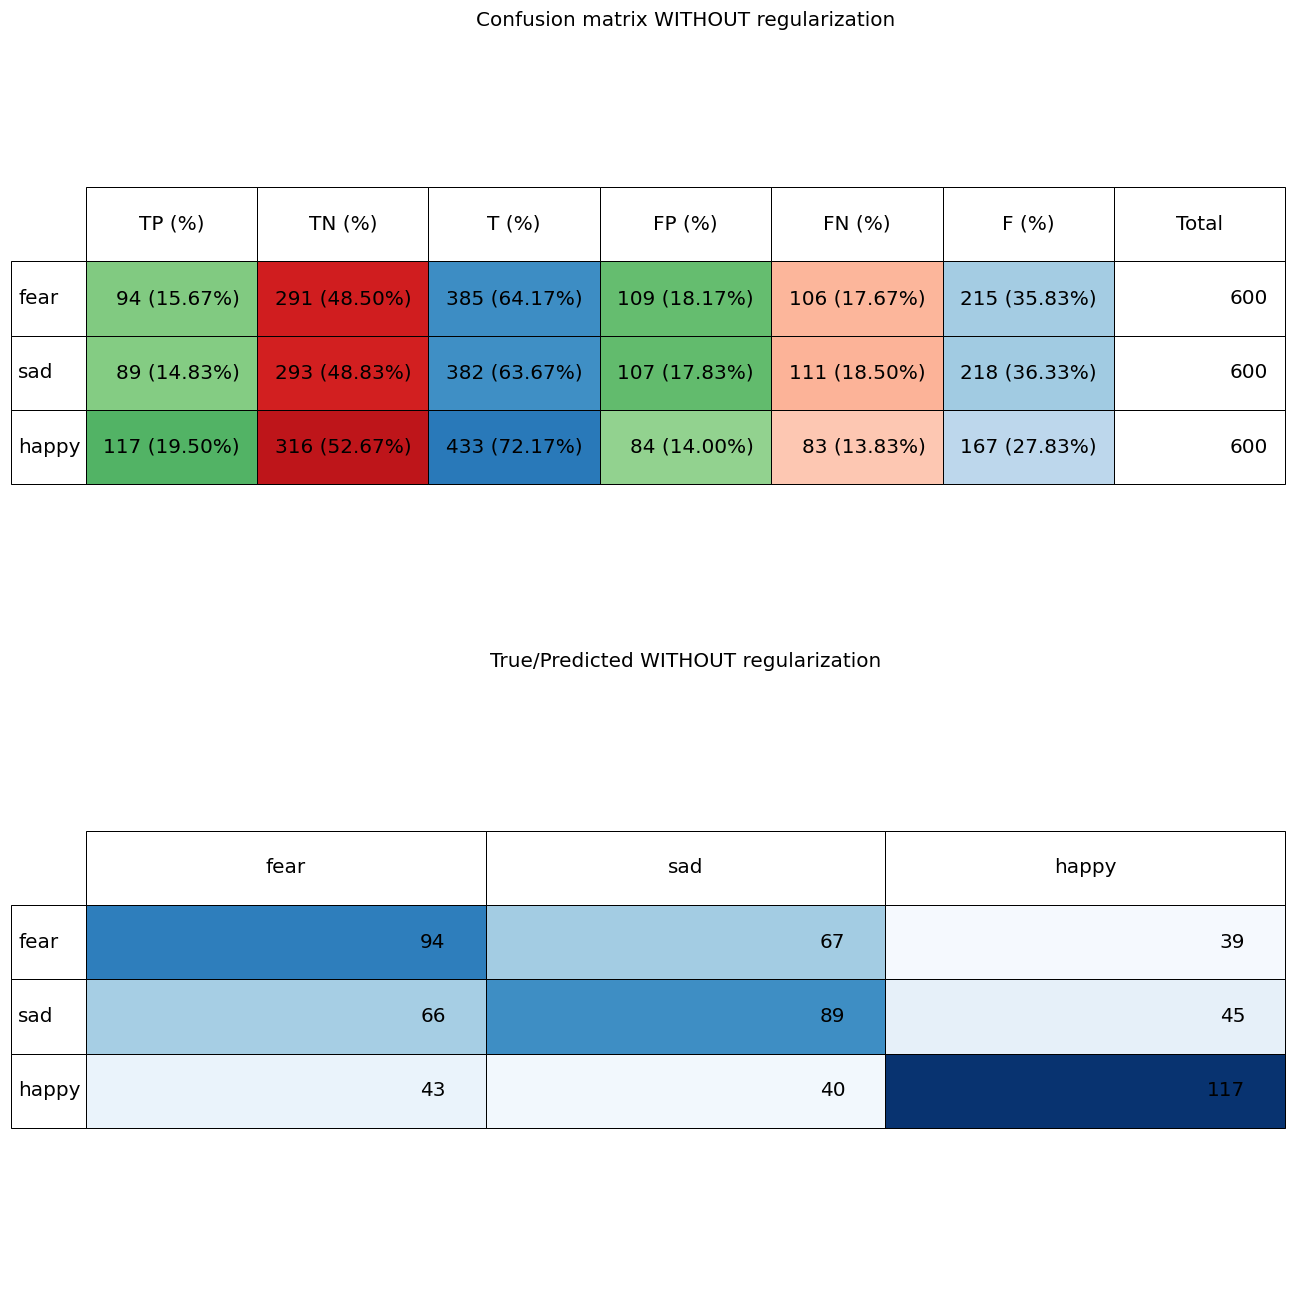 Confusion matrix WITHOUT regularization
TP (%) TN (%) T (%) FP (%) FN (%) F (%) Total
fear 94 (15.67%) 291 (48.50%) 385 (64.17%) 109 (18.17%) 106 (17.67%) 215 (35.83%) 600
sad 89 (14.83%) 293 (48.83%) 382 (63.67%) 107 (17.83%) 111 (18.50%) 218 (36.33%) 600
happy 117 (19.50%) 316 (52.67%) 433 (72.17%) 84 (14.00%) 83 (13.83%) 167 (27.83%) 600
True/Predicted WITHOUT regularization
fear sad happy
fear 94 67 39
sad 66 89 45
happy 43 40 117